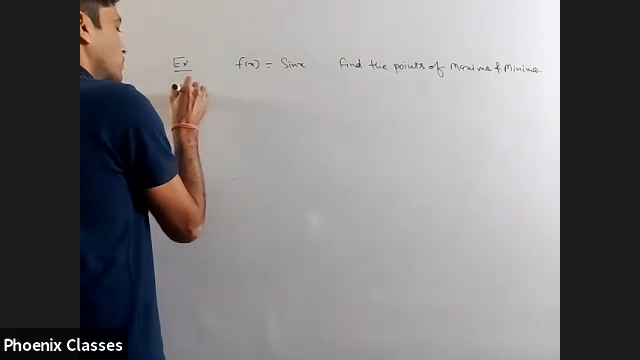 Ex f(x) = Sinx find the points of Maxima & Minima.
Phoenix Classes